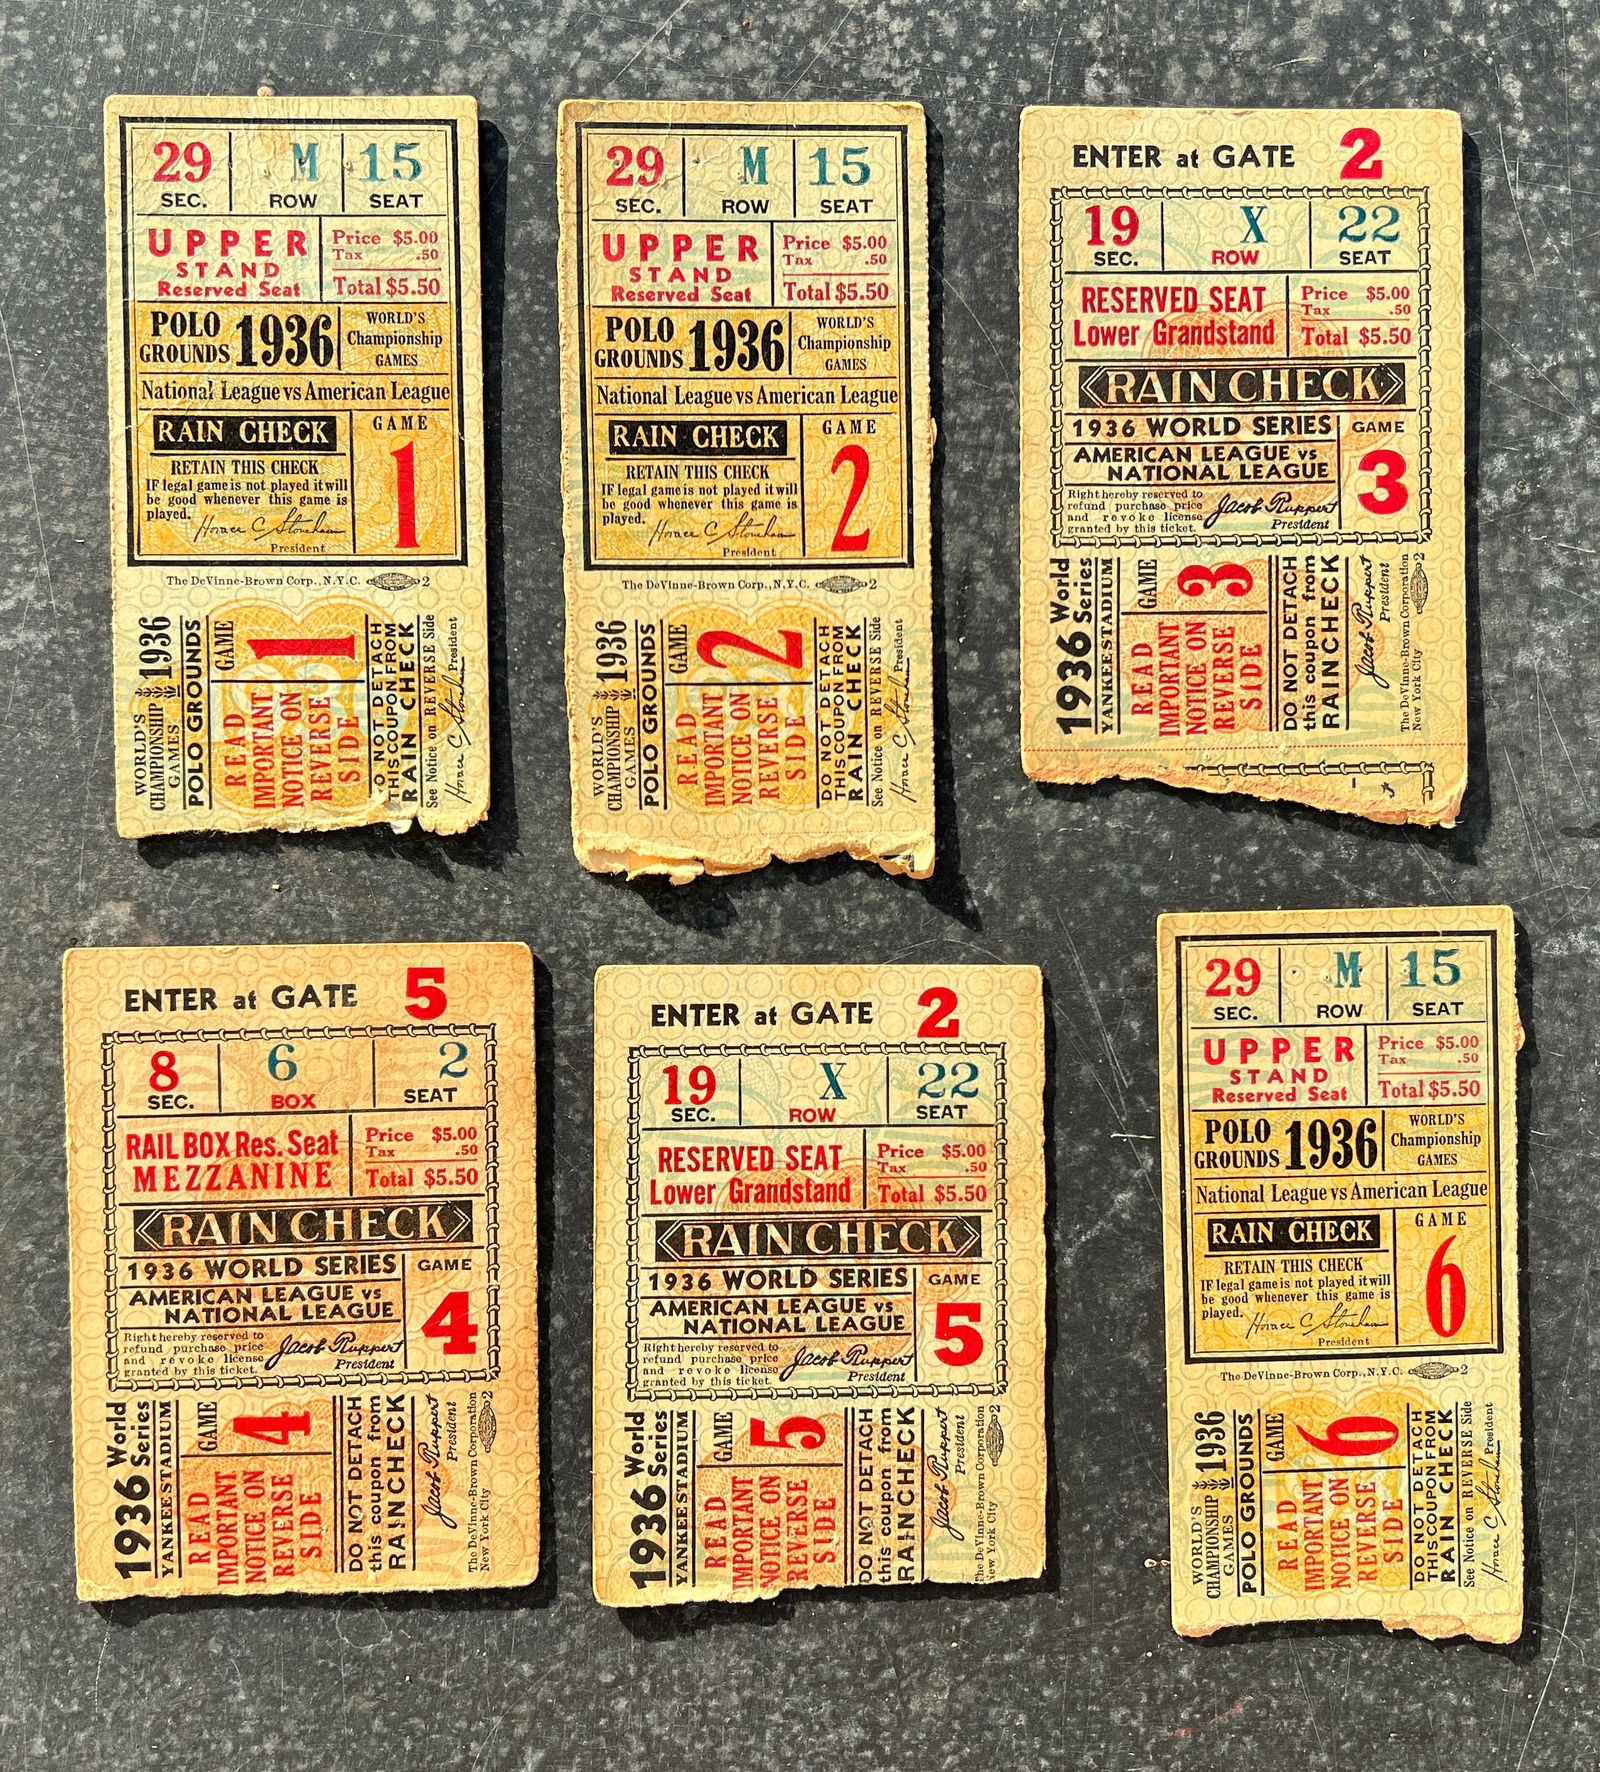 29 M 15
SEC. ROW SEAT
UPPER
STAND
Reserved Seat
Price $5.00
Tax .50
Total $5.50
POLO
GROUNDS
1936
WORLD'S
Championship
GAMES
National League vs American League
RAIN CHECK
RETAIN THIS CHECK
IF legal game is not played it will
be good whenever this game is
played.
Horace C Stoneham
President
GAME
1
The DeVinne-Brown Corp., N.Y.C. 2
WORLD'S
CHAMPIONSHIP 1936
GAMES
POLO GROUNDS
GAME 1
READ
IMPORTANT
NOTICE ON
REVERSE
SIDE
DO NOT DETACH
THIS COUPON FROM
RAIN CHECK
See Notice on REVERSE Side
Horace C Stoneham President
29 M 15
SEC. ROW SEAT
UPPER
STAND
Reserved Seat
Price $5.00
Tax .50
Total $5.50
POLO
GROUNDS
1936
WORLD'S
Championship
GAMES
National League vs American League
RAIN CHECK
RETAIN THIS CHECK
IF legal game is not played it will
be good whenever this game is
played.
Horace C Stoneham
President
GAME
2
The DeVinne-Brown Corp., N.Y.C. 2
WORLD'S
CHAMPIONSHIP 1936
GAMES
POLO GROUNDS
GAME 2
READ
IMPORTANT
NOTICE ON
REVERSE
SIDE
DO NOT DETACH
THIS COUPON FROM
RAIN CHECK
See Notice on REVERSE Side
Horace C Stoneham President
ENTER at GATE 2
19 X 22
SEC. ROW SEAT
RESERVED SEAT
Lower Grandstand
Price $5.00
Tax .50
Total $5.50
RAIN CHECK
1936 WORLD SERIES
AMERICAN LEAGUE vs
NATIONAL LEAGUE
Right hereby reserved to
refund purchase price
and revoke license
granted by this ticket.
Jacob Ruppert
President
GAME
3
1936 World
Series
YANKEE STADIUM
GAME 3
READ
IMPORTANT
NOTICE ON
REVERSE
SIDE
DO NOT DETACH
this coupon from
RAIN CHECK
Jacob Ruppert
President
The DeVinne-Brown Corporation
New York City 2
ENTER at GATE 5
8 6 2
SEC. BOX SEAT
RAIL BOX Res. Seat
MEZZANINE
Price $5.00
Tax .50
Total $5.50
RAIN CHECK
1936 WORLD SERIES
AMERICAN LEAGUE vs
NATIONAL LEAGUE
Right hereby reserved to
refund purchase price
and revoke license
granted by this ticket.
Jacob Ruppert
President
GAME
4
1936 World
Series
YANKEE STADIUM
GAME 4
READ
IMPORTANT
NOTICE ON
REVERSE
SIDE
DO NOT DETACH
this coupon from
RAIN CHECK
Jacob Ruppert
President
The DeVinne-Brown Corporation
New York City 2
ENTER at GATE 2
19 X 22
SEC. ROW SEAT
RESERVED SEAT
Lower Grandstand
Price $5.00
Tax .50
Total $5.50
RAIN CHECK
1936 WORLD SERIES
AMERICAN LEAGUE vs
NATIONAL LEAGUE
Right hereby reserved to
refund purchase price
and revoke license
granted by this ticket.
Jacob Ruppert
President
GAME
5
1936 World
Series
YANKEE STADIUM
GAME 5
READ
IMPORTANT
NOTICE ON
REVERSE
SIDE
DO NOT DETACH
this coupon from
RAIN CHECK
Jacob Ruppert
President
The DeVinne-Brown Corporation
New York City 2
29 M 15
SEC. ROW SEAT
UPPER
STAND
Reserved Seat
Price $5.00
Tax .50
Total $5.50
POLO
GROUNDS
1936
WORLD'S
Championship
GAMES
National League vs American League
RAIN CHECK
RETAIN THIS CHECK
IF legal game is not played it will
be good whenever this game is
played.
Horace C Stoneham
President
GAME
6
The DeVinne-Brown Corp., N.Y.C. 2
WORLD'S
CHAMPIONSHIP 1936
GAMES
POLO GROUNDS
GAME 6
READ
IMPORTANT
NOTICE ON
REVERSE
SIDE
DO NOT DETACH
THIS COUPON FROM
RAIN CHECK
See Notice on REVERSE Side
Horace C Stoneham President